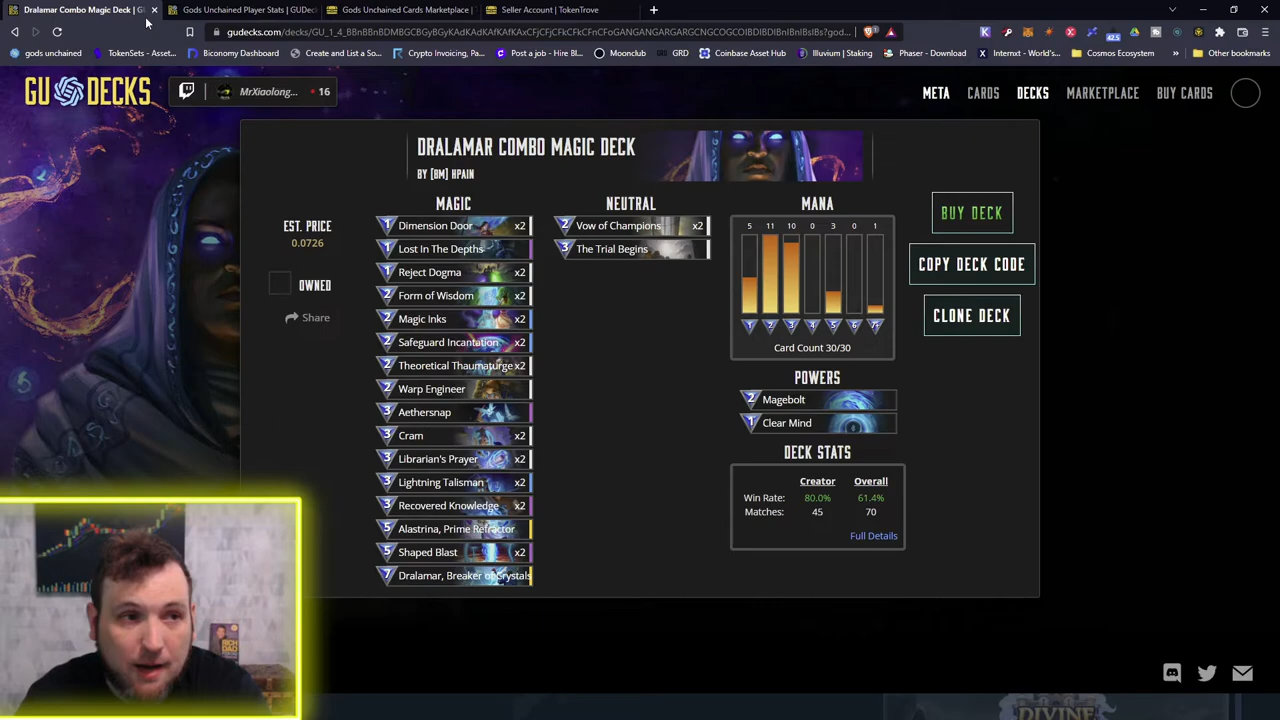 Dralamar Combo Magic Deck | G
Gods Unchained Player Stats | GUDec
Gods Unchained Cards Marketplace |
Seller Account | TokenTrove
gudecks.com/decks/GU_1_4_BBnBBnBDMBGCBGyBGyKAdKAdKAfKAfKAxCFjCFjCFkCFkCFnCFoGANGANGARGARGCNGCOGCOIBDIBDIBNIBNIBsIBs?god...
gods unchained
TokenSets - Asset...
Biconomy Dashboard
Create and List a So...
Crypto Invoicing, Pa...
Post a job - Hire Bl...
Moonclub
GRD
Coinbase Asset Hub
Illuvium | Staking
Phaser - Download
Internxt – World's...
Cosmos Ecosystem
Other bookmarks
GU DECKS
MrXiaolong...
16
META
CARDS
DECKS
MARKETPLACE
BUY CARDS
DRALAMAR COMBO MAGIC DECK
BY [BM] HPAIN
EST. PRICE
0.0726
OWNED
Share
MAGIC
1 Dimension Door x2
1 Lost In The Depths
1 Reject Dogma x2
2 Form of Wisdom x2
2 Magic Inks x2
2 Safeguard Incantation x2
2 Theoretical Thaumaturge x2
2 Warp Engineer
3 Aethersnap
3 Cram x2
3 Librarian's Prayer x2
3 Lightning Talisman x2
3 Recovered Knowledge x2
5 Alastrina, Prime Refractor
5 Shaped Blast x2
7 Dralamar, Breaker of Crystals
NEUTRAL
2 Vow of Champions x2
3 The Trial Begins
MANA
5 11 10 0 3 0 1
1 2 3 4 5 6 7+
Card Count 30/30
POWERS
2 Magebolt
1 Clear Mind
DECK STATS
Creator Overall
Win Rate: 80.0% 61.4%
Matches: 45 70
Full Details
BUY DECK
COPY DECK CODE
CLONE DECK
RICH
DAD
DIVINE